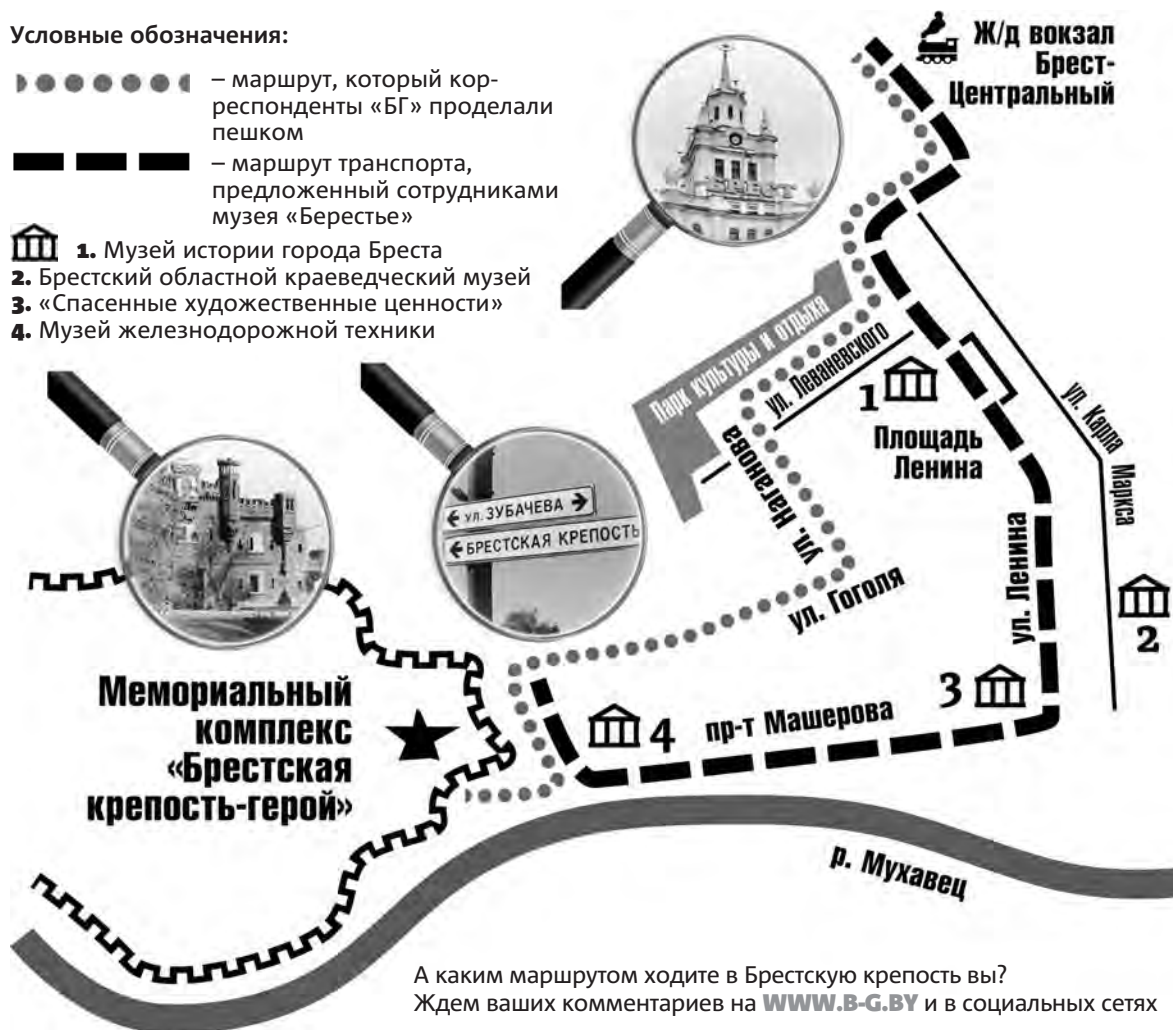 Условные обозначения:
– маршрут, который кор-
респонденты «БГ» проделали
пешком
– маршрут транспорта,
предложенный сотрудниками
музея «Берестье»
1. Музей истории города Бреста
2. Брестский областной краеведческий музей
3. «Спасенные художественные ценности»
4. Музей железнодорожной техники
Ж/д вокзал
Брест-
Центральный
БРЕСТ
Парк культуры и отдыха
ул. Леваневского
1
Площадь
Ленина
ул. Карла
Маркса
ул. Наганова
ул. Гоголя
ул. Ленина
2
3
4
пр-т Машерова
ул. ЗУБАЧЕВА
БРЕСТСКАЯ КРЕПОСТЬ
Мемориальный
комплекс
«Брестская
крепость-герой»
р. Мухавец
А каким маршрутом ходите в Брестскую крепость вы?
Ждем ваших комментариев на WWW.B-G.BY и в социальных сетях